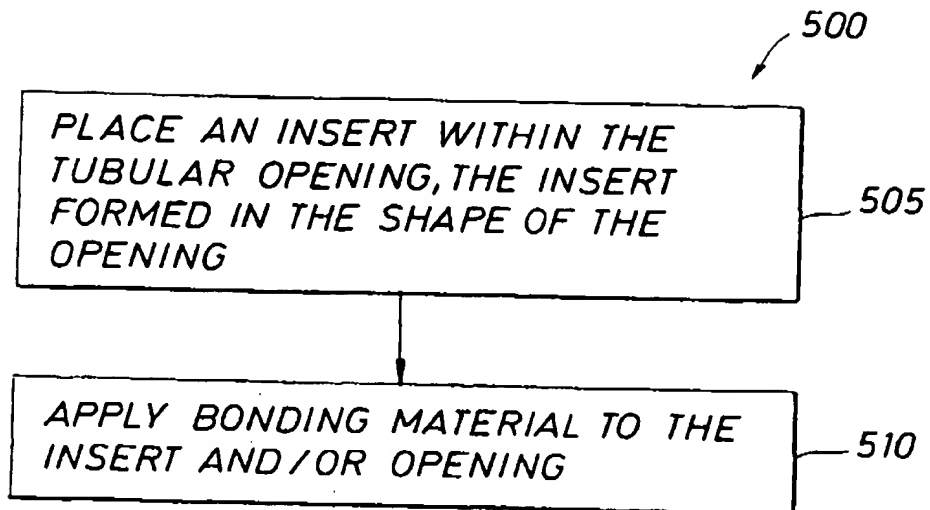 500
PLACE AN INSERT WITHIN THE
TUBULAR OPENING, THE INSERT
FORMED IN THE SHAPE OF THE
OPENING
505
APPLY BONDING MATERIAL TO THE
INSERT AND/OR OPENING
510